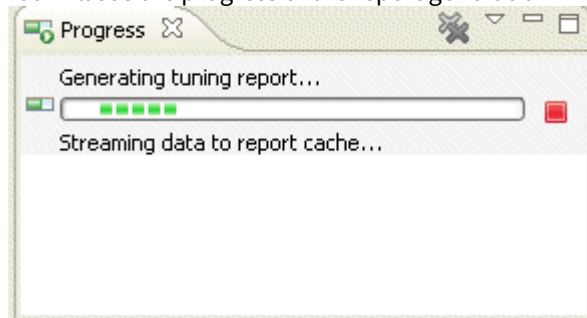 Progress
Generating tuning report...
Streaming data to report cache...